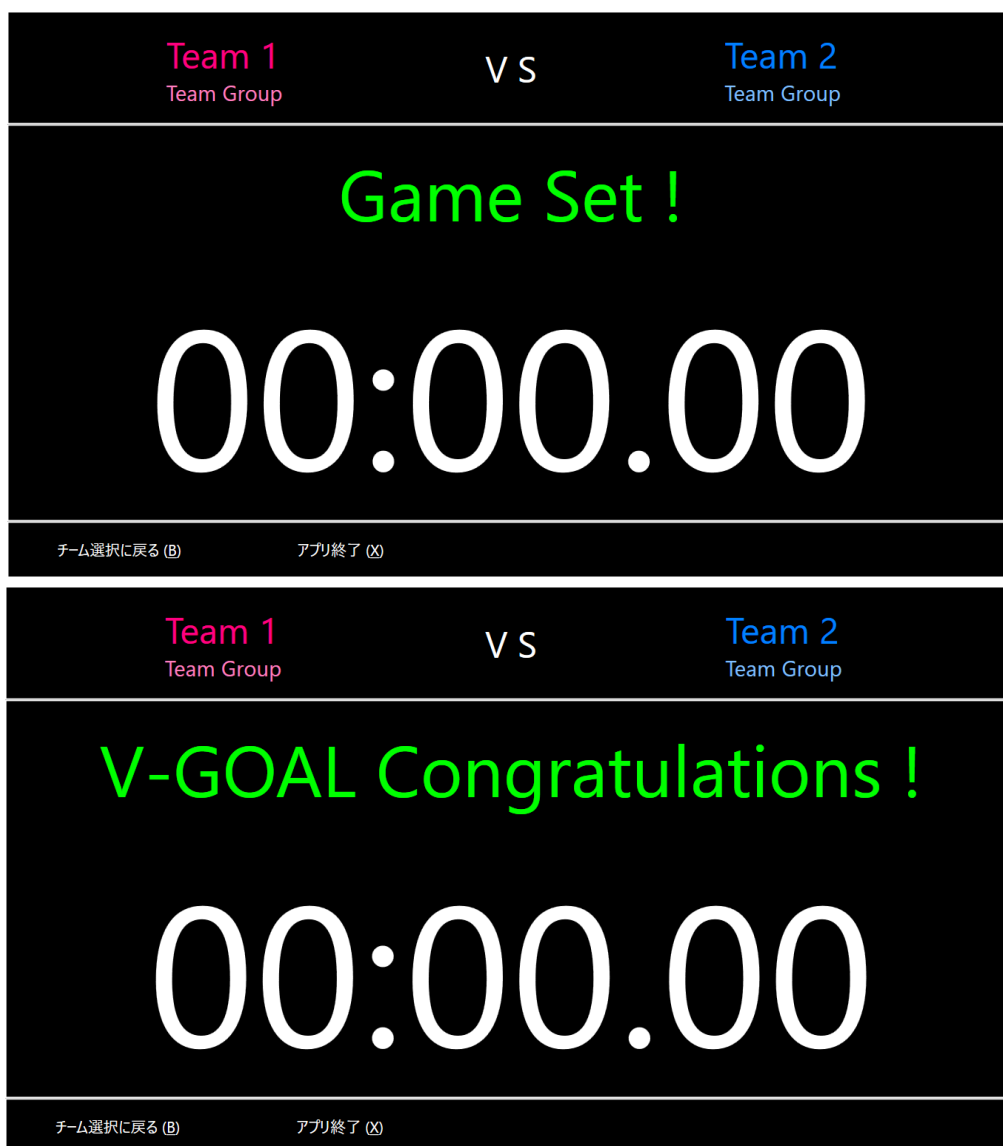 Team 1
Team Group
V S
Team 2
Team Group
Game Set !
00:00.00
チーム選択に戻る (B)
アプリ終了 (X)
Team 1
Team Group
V S
Team 2
Team Group
V-GOAL Congratulations !
00:00.00
チーム選択に戻る (B)
アプリ終了 (X)